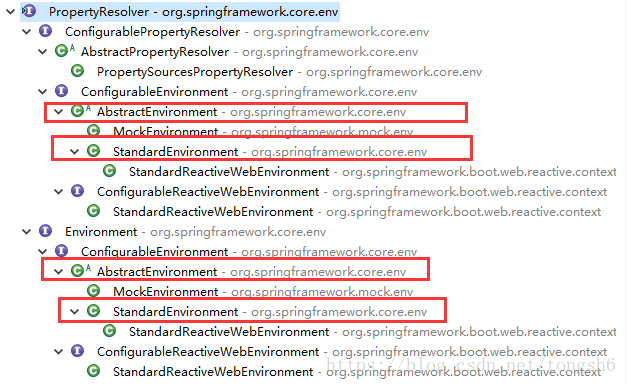 PropertyResolver - org.springframework.core.env
ConfigurablePropertyResolver - org.springframework.core.env
AbstractPropertyResolver - org.springframework.core.env
PropertySourcesPropertyResolver - org.springframework.core.env
ConfigurableEnvironment - org.springframework.core.env
AbstractEnvironment - org.springframework.core.env
MockEnvironment - org.springframework.mock.env
StandardEnvironment - org.springframework.core.env
StandardReactiveWebEnvironment - org.springframework.boot.web.reactive.context
ConfigurableReactiveWebEnvironment - org.springframework.boot.web.reactive.context
StandardReactiveWebEnvironment - org.springframework.boot.web.reactive.context
Environment - org.springframework.core.env
ConfigurableEnvironment - org.springframework.core.env
AbstractEnvironment - org.springframework.core.env
MockEnvironment - org.springframework.mock.env
StandardEnvironment - org.springframework.core.env
StandardReactiveWebEnvironment - org.springframework.boot.web.reactive.context
ConfigurableReactiveWebEnvironment - org.springframework.boot.web.reactive.context
StandardReactiveWebEnvironment - org.springframework.boot.web.reactive.context
https://blog.csdn.net/tongsh6